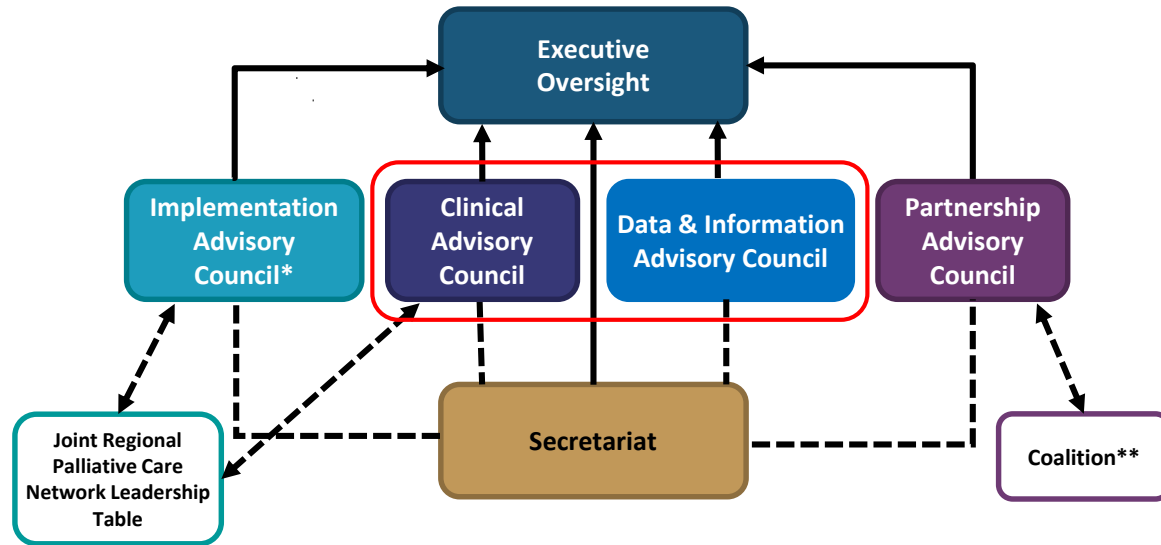 Executive
Oversight
Implementation
Advisory
Council*
Clinical
Advisory
Council
Data & Information
Advisory Council
Partnership
Advisory
Council
Joint Regional
Palliative Care
Network Leadership
Table
Secretariat
Coalition**